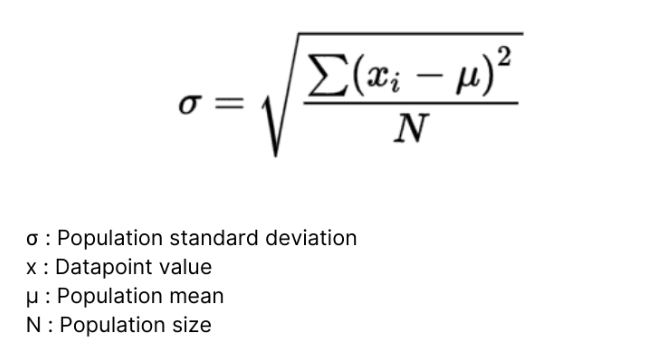 σ = √(∑(xᵢ − μ)² / N)
σ : Population standard deviation
x : Datapoint value
μ : Population mean
N : Population size